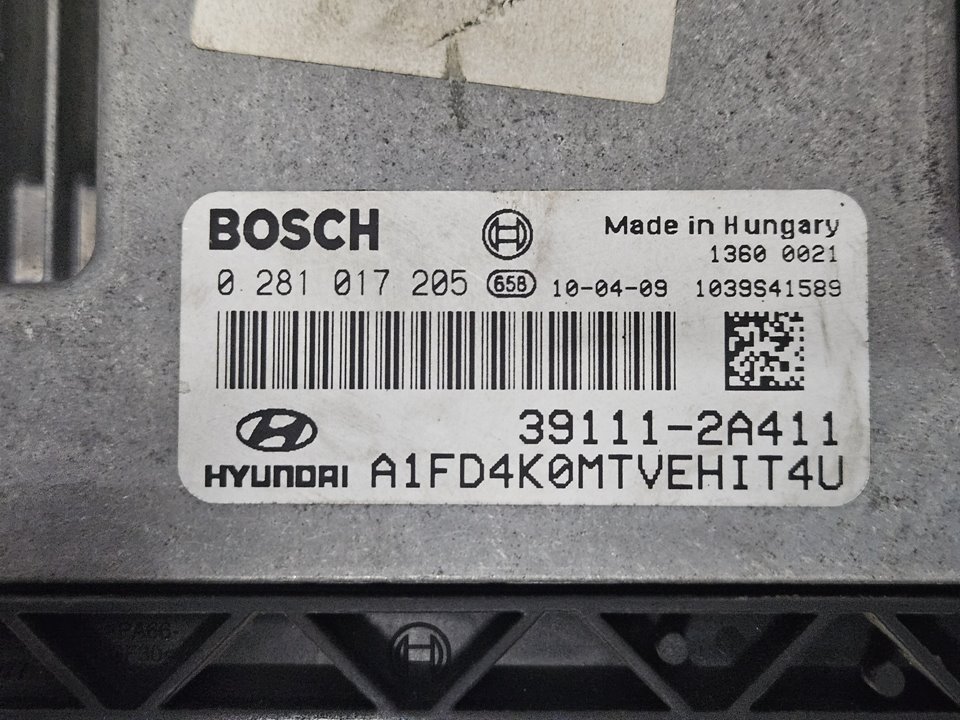 BOSCH
Made in Hungary
1360 0021
0 281 017 205 658 10-04-09 1039S41589
39111-2A411
HYUNDAI A1FD4K0MTVEHIT4U